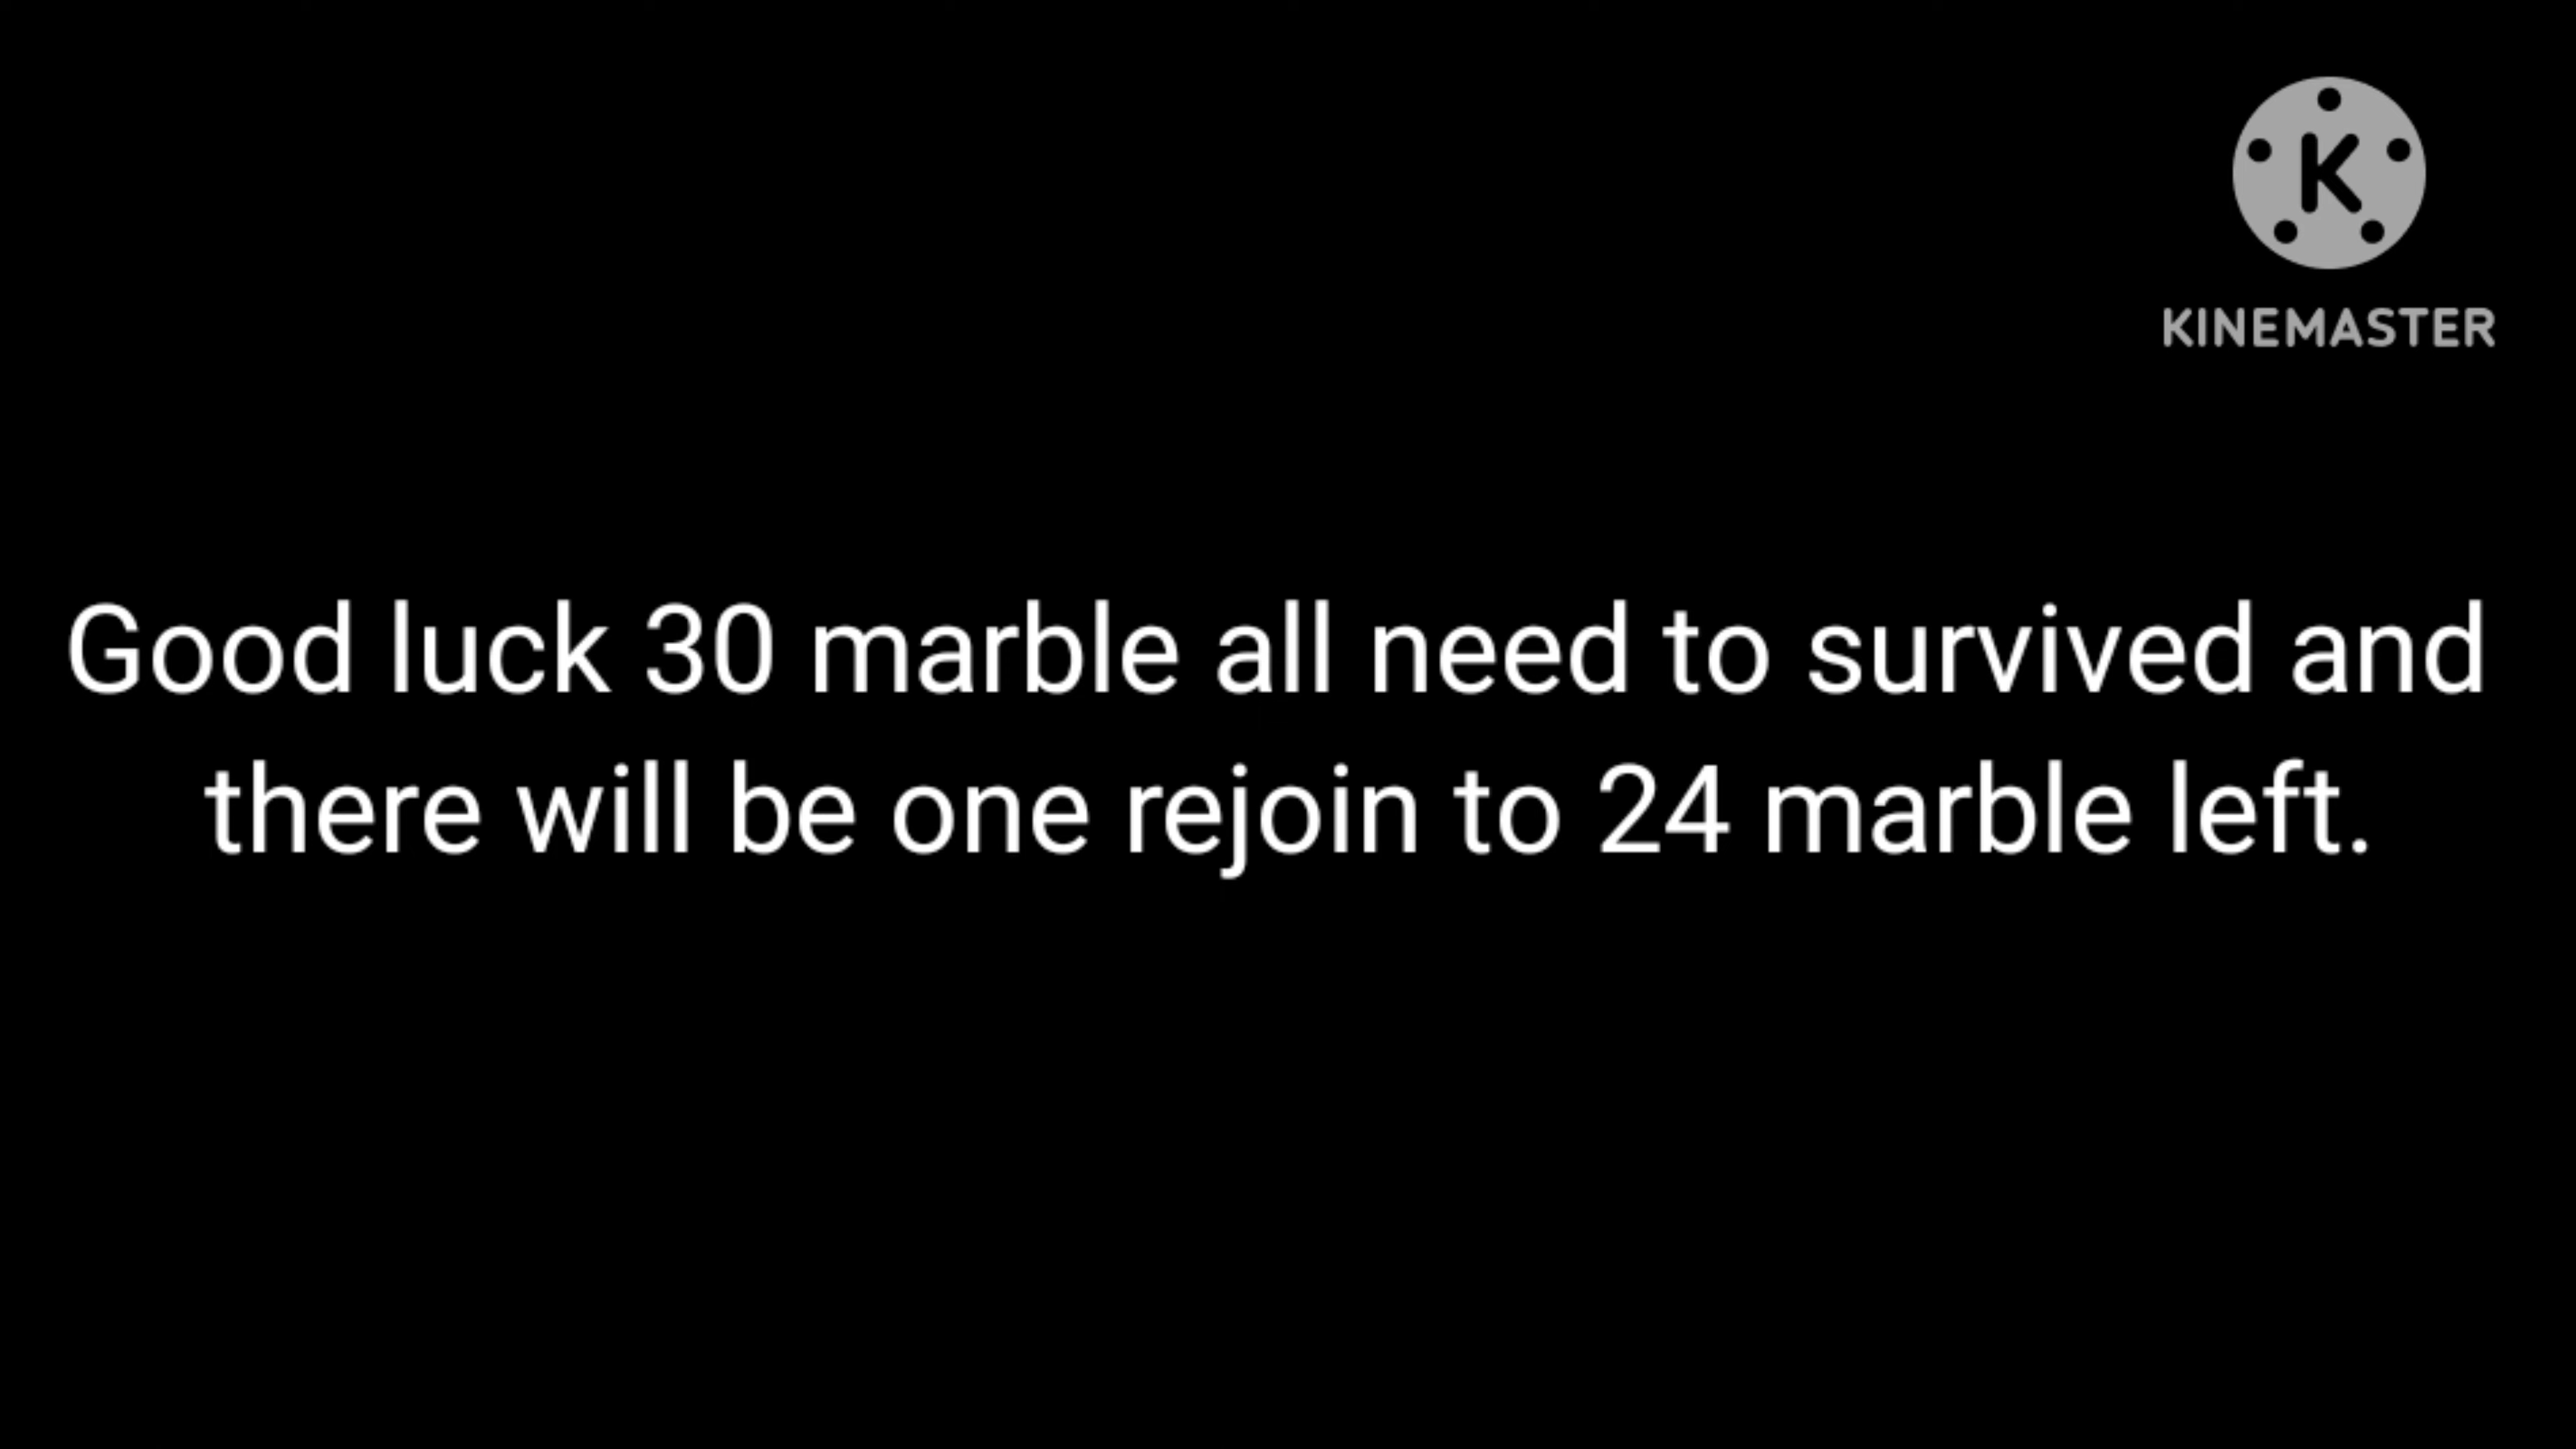 K
KINEMASTER
Good luck 30 marble all need to survived and
there will be one rejoin to 24 marble left.